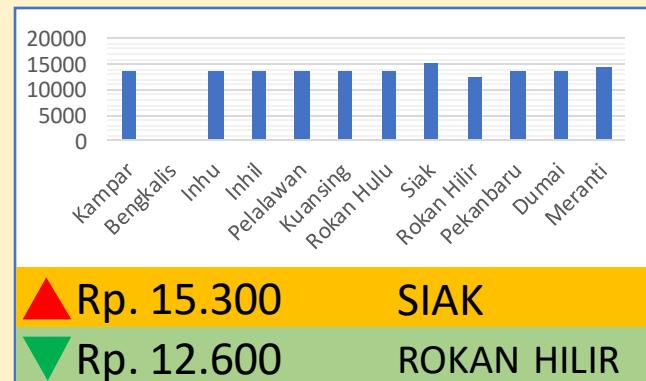 20000
15000
10000
5000
0
Kampar
Bengkalis
Inhu
Inhil
Pelalawan
Kuansing
Rokan Hulu
Siak
Rokan Hilir
Pekanbaru
Dumai
Meranti
Rp. 15.300 SIAK
Rp. 12.600 ROKAN HILIR